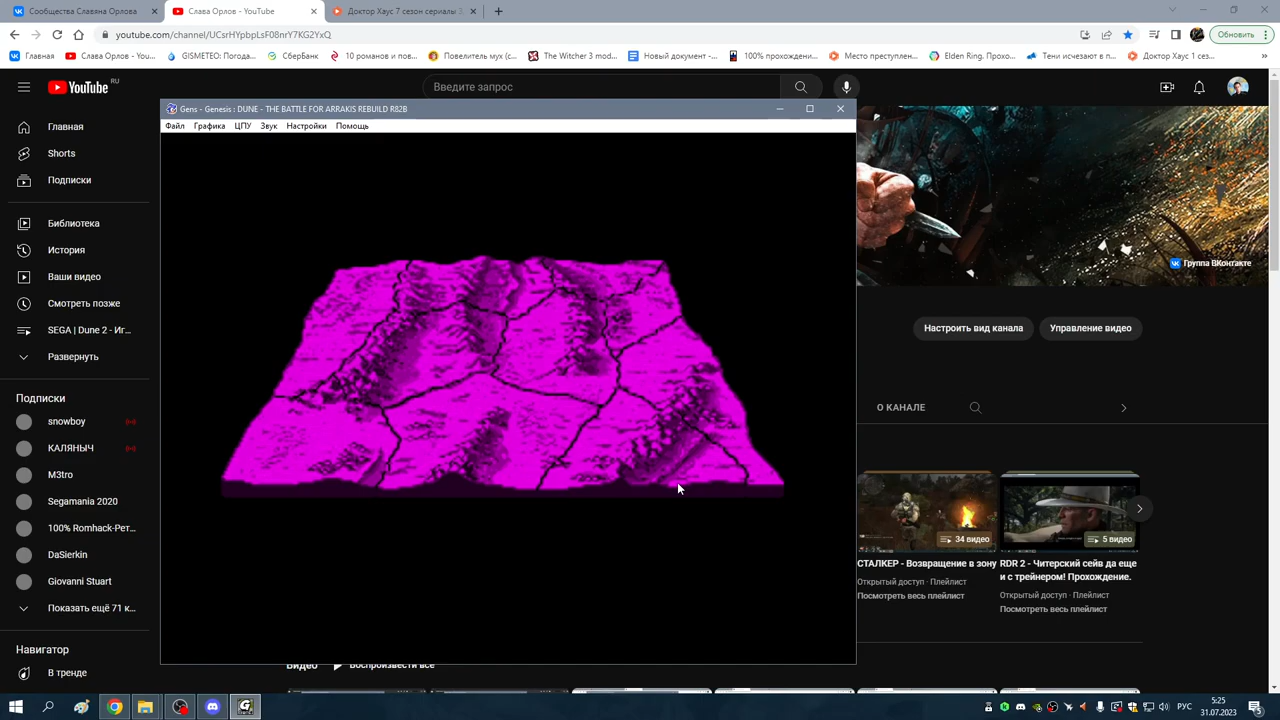 Сообщества Славяна Орлова
Слава Орлов - YouTube
Доктор Хаус 7 сезон сериалы З
youtube.com/channel/UCsrHYpbpLsF08nrY7KG2YxQ
Обновить
Главная
Слава Орлов - You...
GISMETEO: Погода...
СберБанк
10 романов и пов...
Повелитель мух (с...
The Witcher 3 mod...
Новый документ -...
100% прохождени...
Место преступлен...
Elden Ring. Прохо...
Тени исчезают в п...
Доктор Хаус 1 сез...
YouTube
RU
Введите запрос
Gens - Genesis : DUNE - THE BATTLE FOR ARRAKIS REBUILD R82B
Файл
Графика
ЦПУ
Звук
Настройки
Помощь
Главная
Shorts
Подписки
Библиотека
История
Ваши видео
Смотреть позже
SEGA | Dune 2 - Иг...
Развернуть
Подписки
snowboy
КАЛЯНЫЧ
M3tro
Segamania 2020
100% Romhack-Рет...
DaSierkin
Giovanni Stuart
Показать ещё 71 к...
Навигатор
В тренде
Группа ВКонтакте
Настроить вид канала
Управление видео
О КАНАЛЕ
34 видео
5 видео
СТАЛКЕР - Возвращение в зону
Открытый доступ · Плейлист
Посмотреть весь плейлист
RDR 2 - Читерский сейв да еще
и с трейнером! Прохождение.
Открытый доступ · Плейлист
Посмотреть весь плейлист
Видео
Воспроизвести все
РУС
5:25
31.07.2023